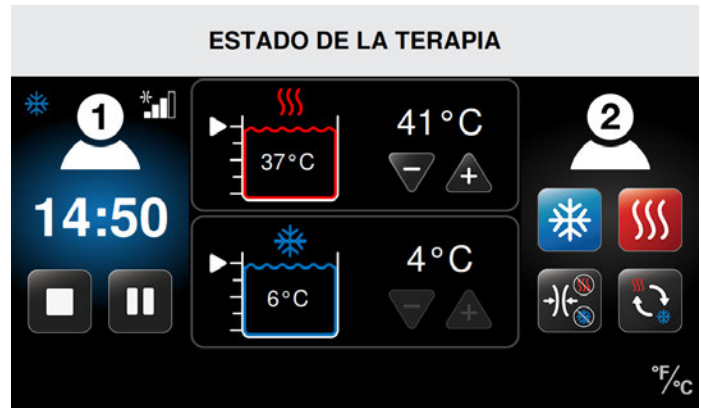 ESTADO DE LA TERAPIA
1
14:50
41°C
37°C
4°C
6°C
2
°F/°C